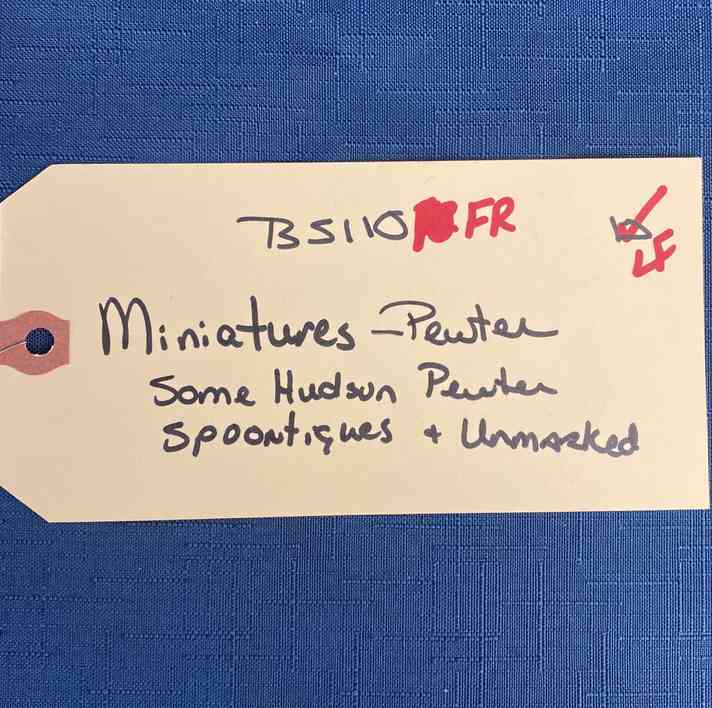 BS110 FR
LF
Miniatures - Pewter
Some Hudson Pewter
Spoontiques + Unmarked